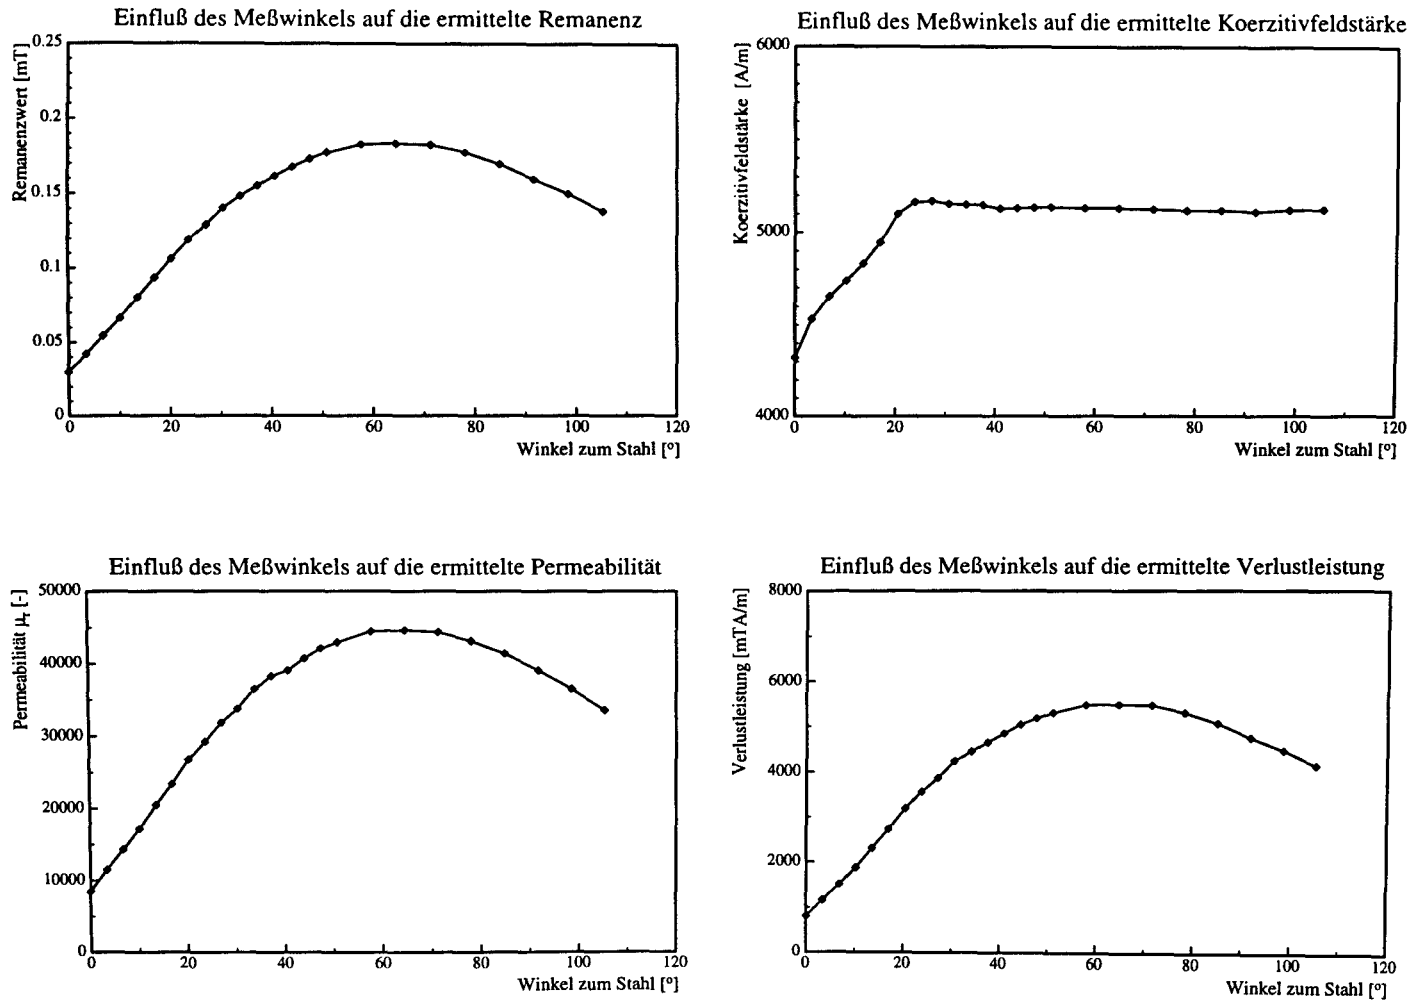 Einfluß des Meßwinkels auf die ermittelte Remanenz
Remanenzwert [mT]
0.25
0.2
0.15
0.1
0.05
0
0 20 40 60 80 100 120
Winkel zum Stahl [°]
Einfluß des Meßwinkels auf die ermittelte Koerzitivfeldstärke
Koerzitivfeldstärke [A/m]
6000
5000
4000
0 20 40 60 80 100 120
Winkel zum Stahl [°]
Einfluß des Meßwinkels auf die ermittelte Permeabilität
Permeabilität μr [-]
50000
40000
30000
20000
10000
0
0 20 40 60 80 100 120
Winkel zum Stahl [°]
Einfluß des Meßwinkels auf die ermittelte Verlustleistung
Verlustleistung [mTA/m]
8000
6000
4000
2000
0
0 20 40 60 80 100 120
Winkel zum Stahl [°]